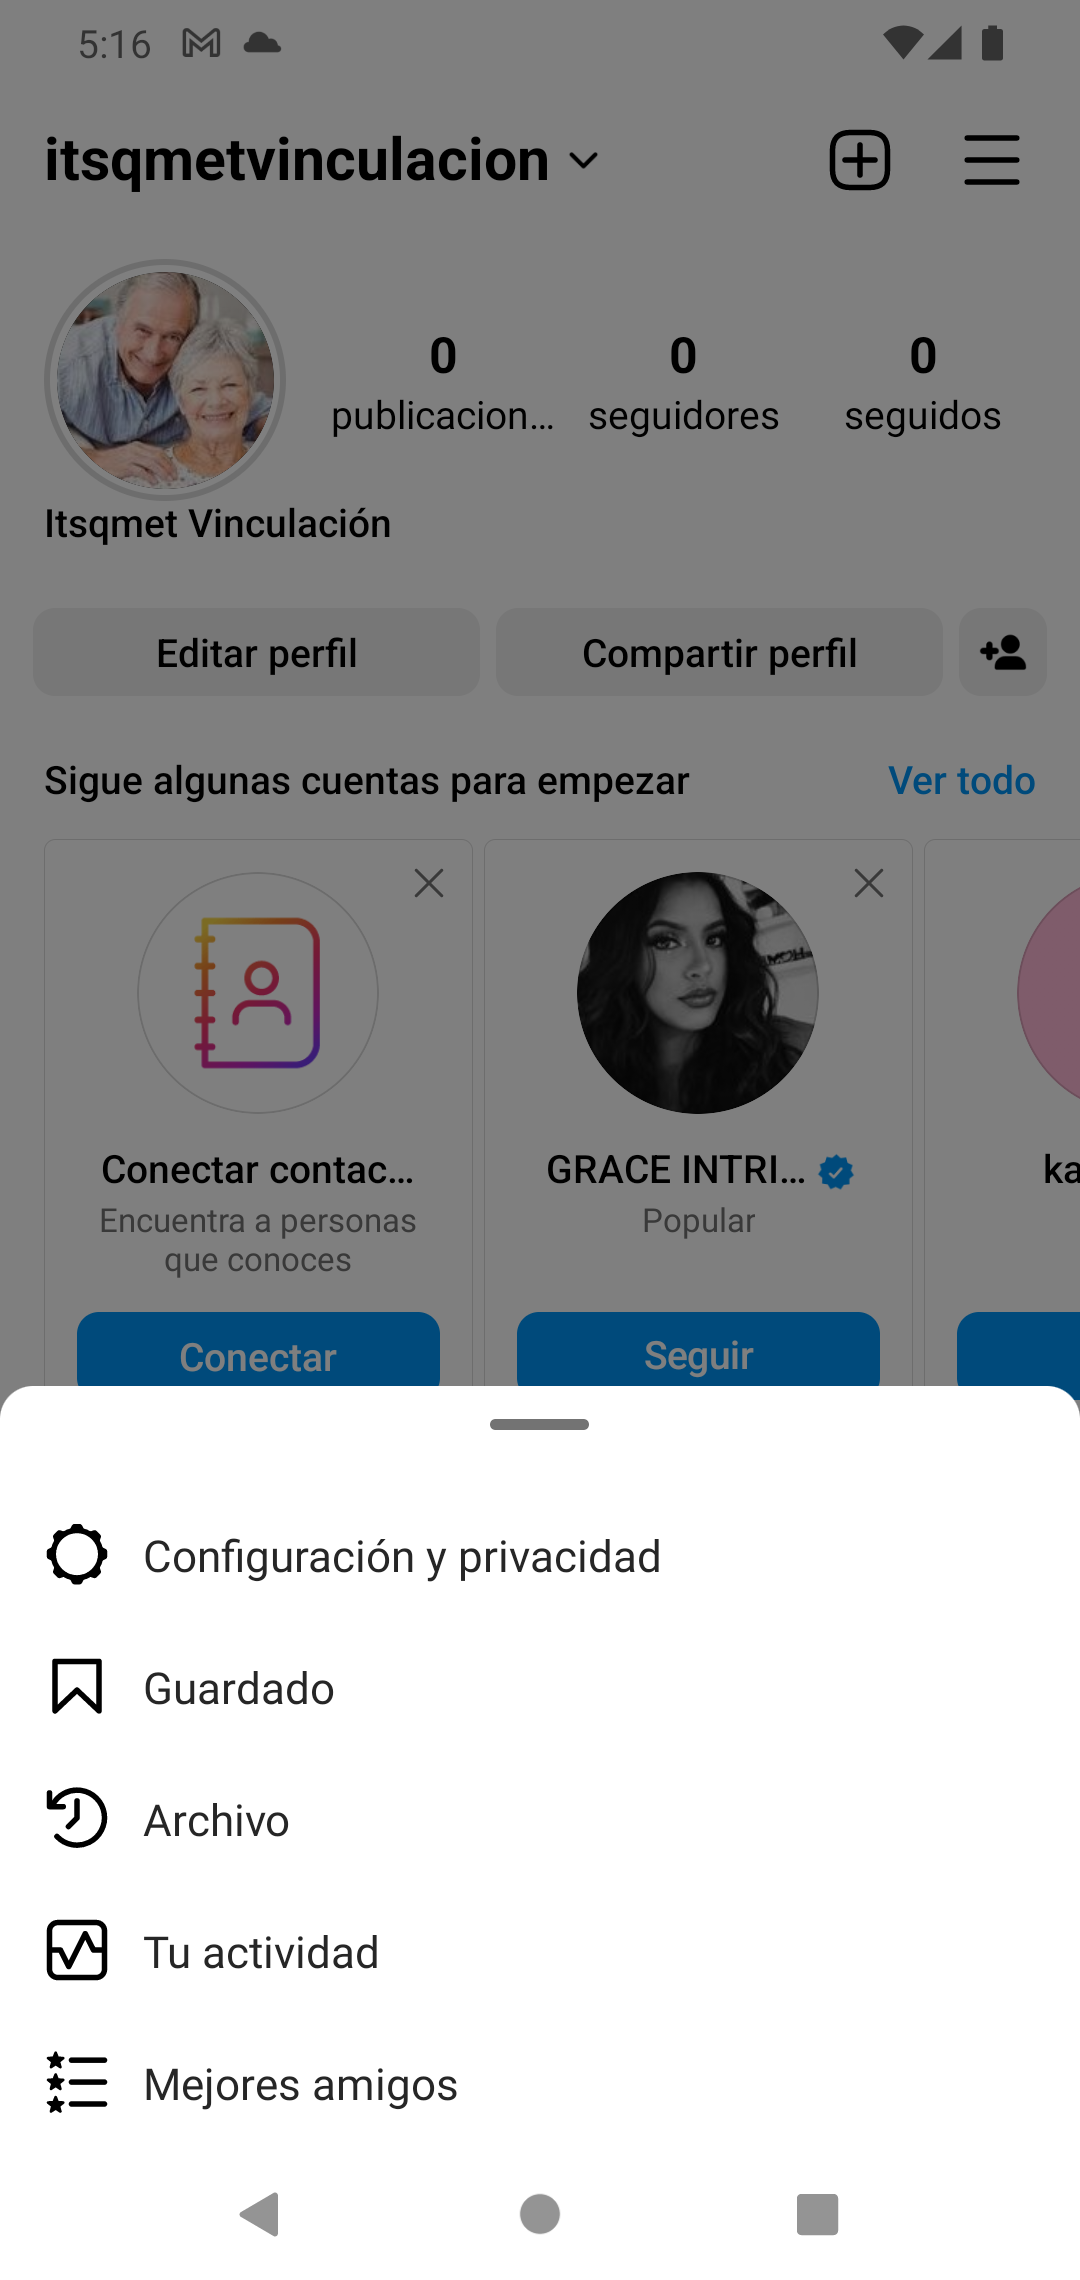 5:16
itsqmetvinculacion
0
0
0
publicacion...
seguidores
seguidos
Itsqmet Vinculación
Editar perfil
Compartir perfil
Sigue algunas cuentas para empezar
Ver todo
Conectar contac...
GRACE INTRI...
ka
Encuentra a personas
que conoces
Popular
Conectar
Seguir
Configuración y privacidad
Guardado
Archivo
Tu actividad
Mejores amigos